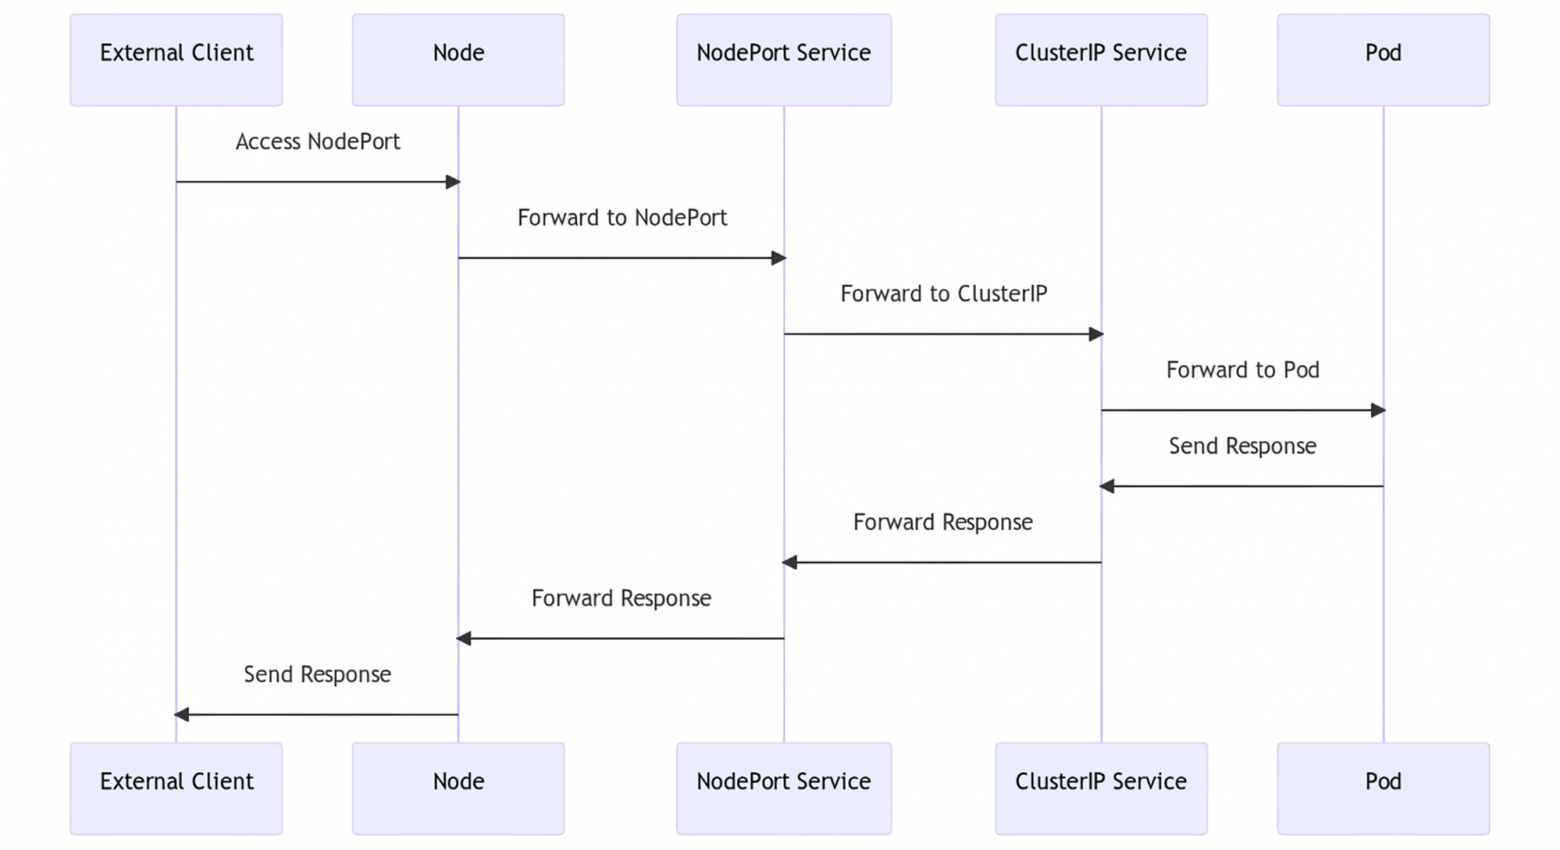 External Client
Node
NodePort Service
ClusterIP Service
Pod
Access NodePort
Forward to NodePort
Forward to ClusterIP
Forward to Pod
Send Response
Forward Response
Forward Response
Send Response
External Client
Node
NodePort Service
ClusterIP Service
Pod